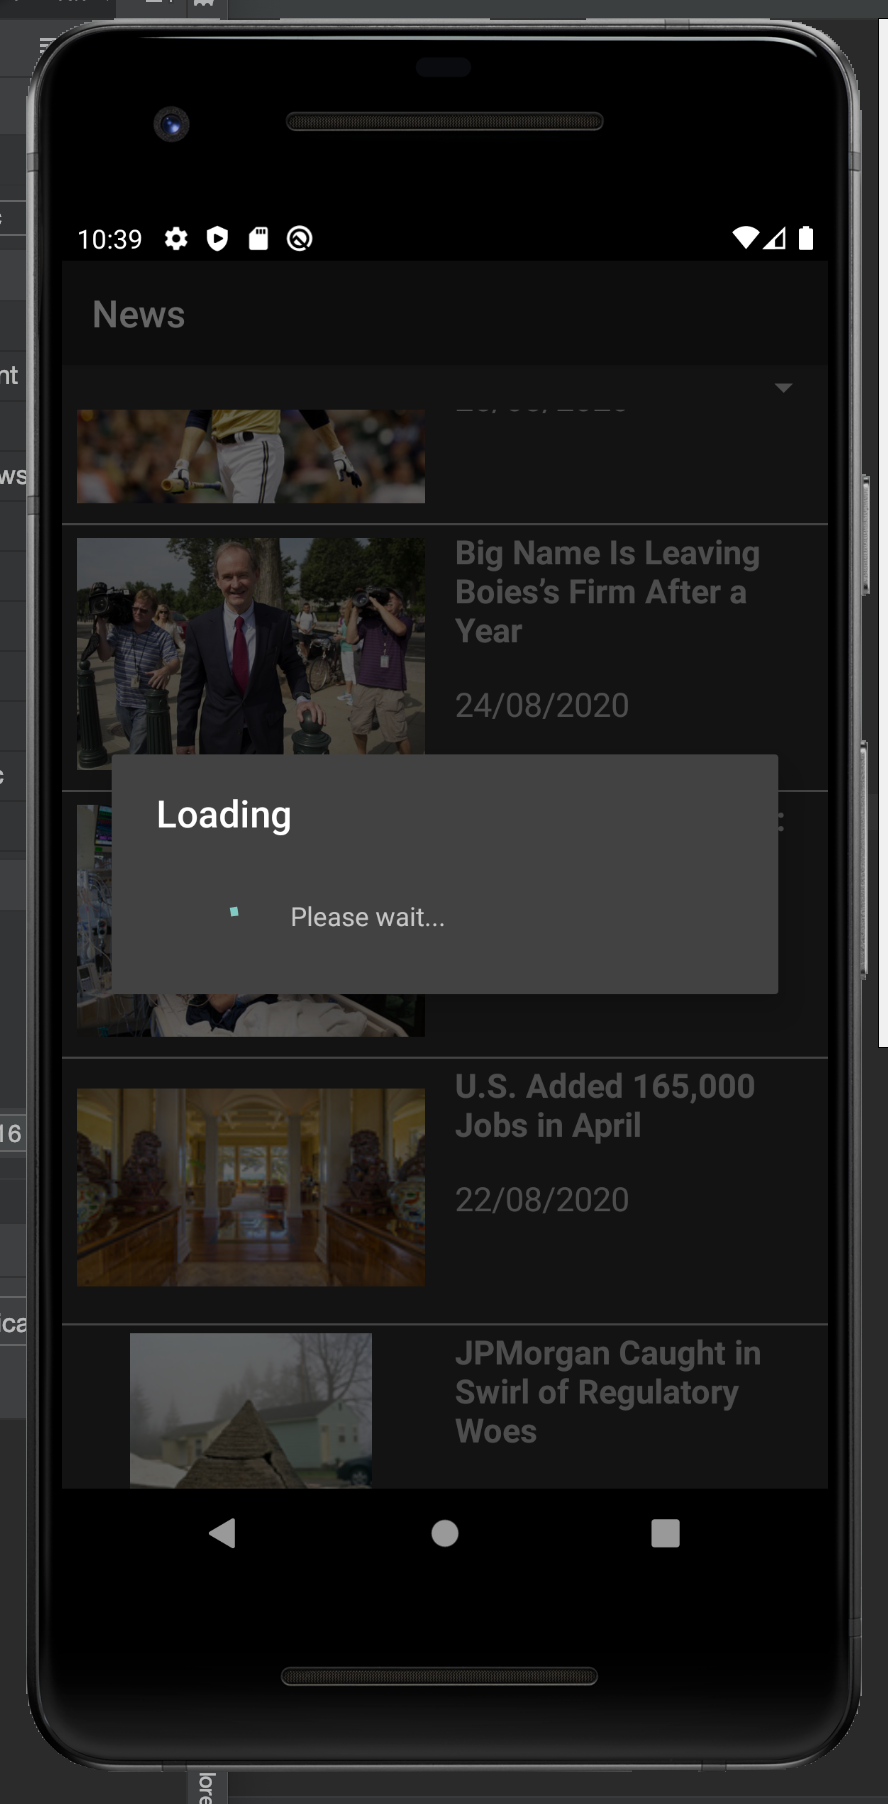 nt
ws
16
ica
lore
10:39
News
Big Name Is Leaving
Boies’s Firm After a
Year
24/08/2020
Loading
Please wait...
U.S. Added 165,000
Jobs in April
22/08/2020
JPMorgan Caught in
Swirl of Regulatory
Woes